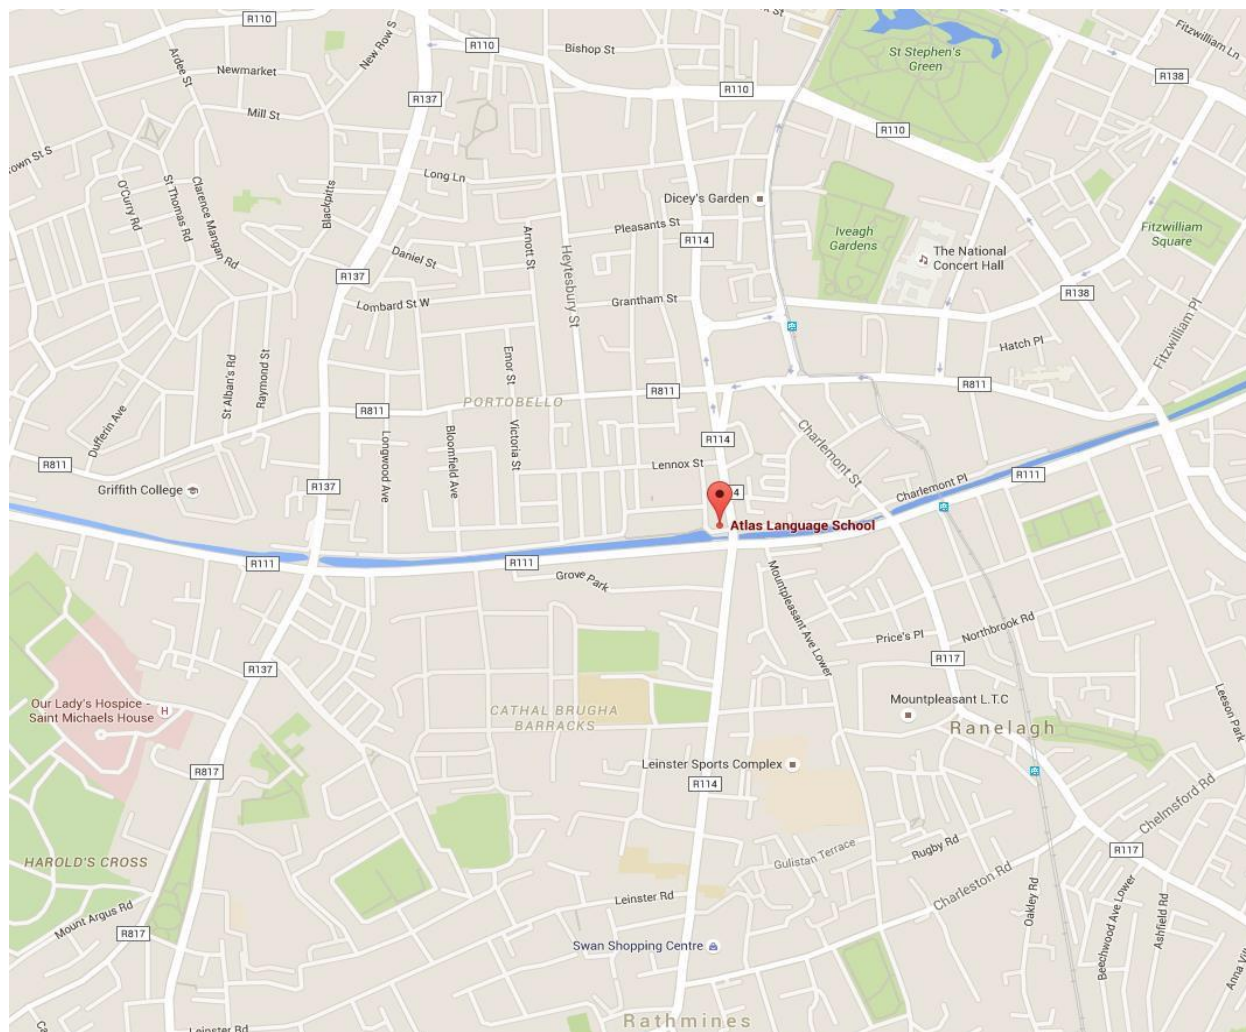 R110
Ardee St
New Row S
R110
Bishop St
St Stephen's
Green
Fitzwilliam Ln
R138
Newmarket
R137
R110
Mill St
R110
own St S
Long Ln
O'Curry Rd
St Thomas Rd
Clarence Mangan Rd
Blackpitts
Dicey's Garden
Pleasants St
R114
Iveagh
Gardens
The National
Concert Hall
Fitzwilliam
Square
Arnott St
Heytesbury St
Daniel St
R137
Lombard St W
Grantham St
R138
Fitzwilliam Pl
Hatch Pl
Emor St
St Alban's Rd
Raymond St
R811
PORTOBELLO
R811
R811
Dufferin Ave
Longwood Ave
Bloomfield Ave
Victoria St
R114
Charlemont St
R811
Lennox St
R111
Griffith College
R137
4
Charlemont Pl
Atlas Language School
R111
R111
Grove Park
Mountpleasant Ave Lower
Price's Pl
Northbrook Rd
R137
R117
Our Lady's Hospice -
Saint Michaels House
H
CATHAL BRUGHA
BARRACKS
Mountpleasant L.T.C
Leeson Park
Ranelagh
R817
Leinster Sports Complex
R114
Chelmsford Rd
HAROLD'S CROSS
Gulistan Terrace
Rugby Rd
R117
Charleston Rd
Leinster Rd
Oakley Rd
Beechwood Ave Lower
Ashfield Rd
Mount Argus Rd
R817
Swan Shopping Centre
Anna Vil
Rathmines
Leinster Rd